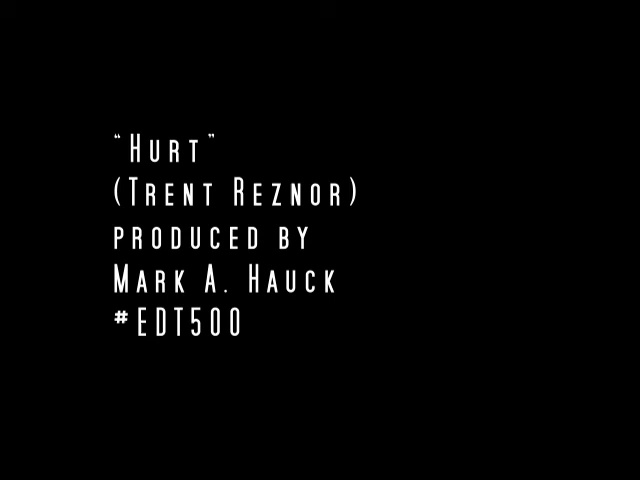 “Hurt”
(Trent Reznor)
produced by
Mark A. Hauck
#EDT500